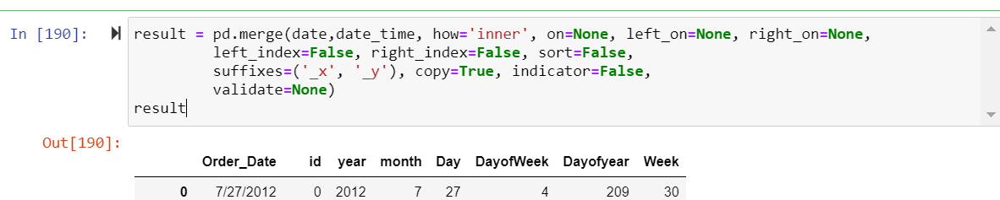 In [190]:
result = pd.merge(date,date_time, how='inner', on=None, left_on=None, right_on=None,
left_index=False, right_index=False, sort=False,
suffixes=('_x', '_y'), copy=True, indicator=False,
validate=None)
result
Out[190]:
Order_Date id year month Day DayofWeek Dayofyear Week
0 7/27/2012 0 2012 7 27 4 209 30